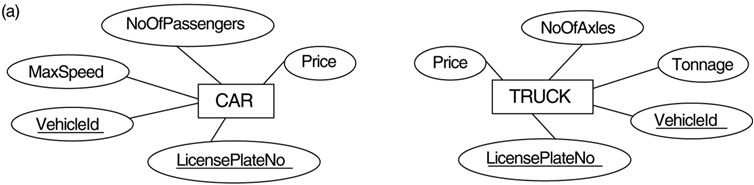 (a)
NoOfPassengers
MaxSpeed
Price
CAR
VehicleId
LicensePlateNo
NoOfAxles
Price
Tonnage
TRUCK
VehicleId
LicensePlateNo